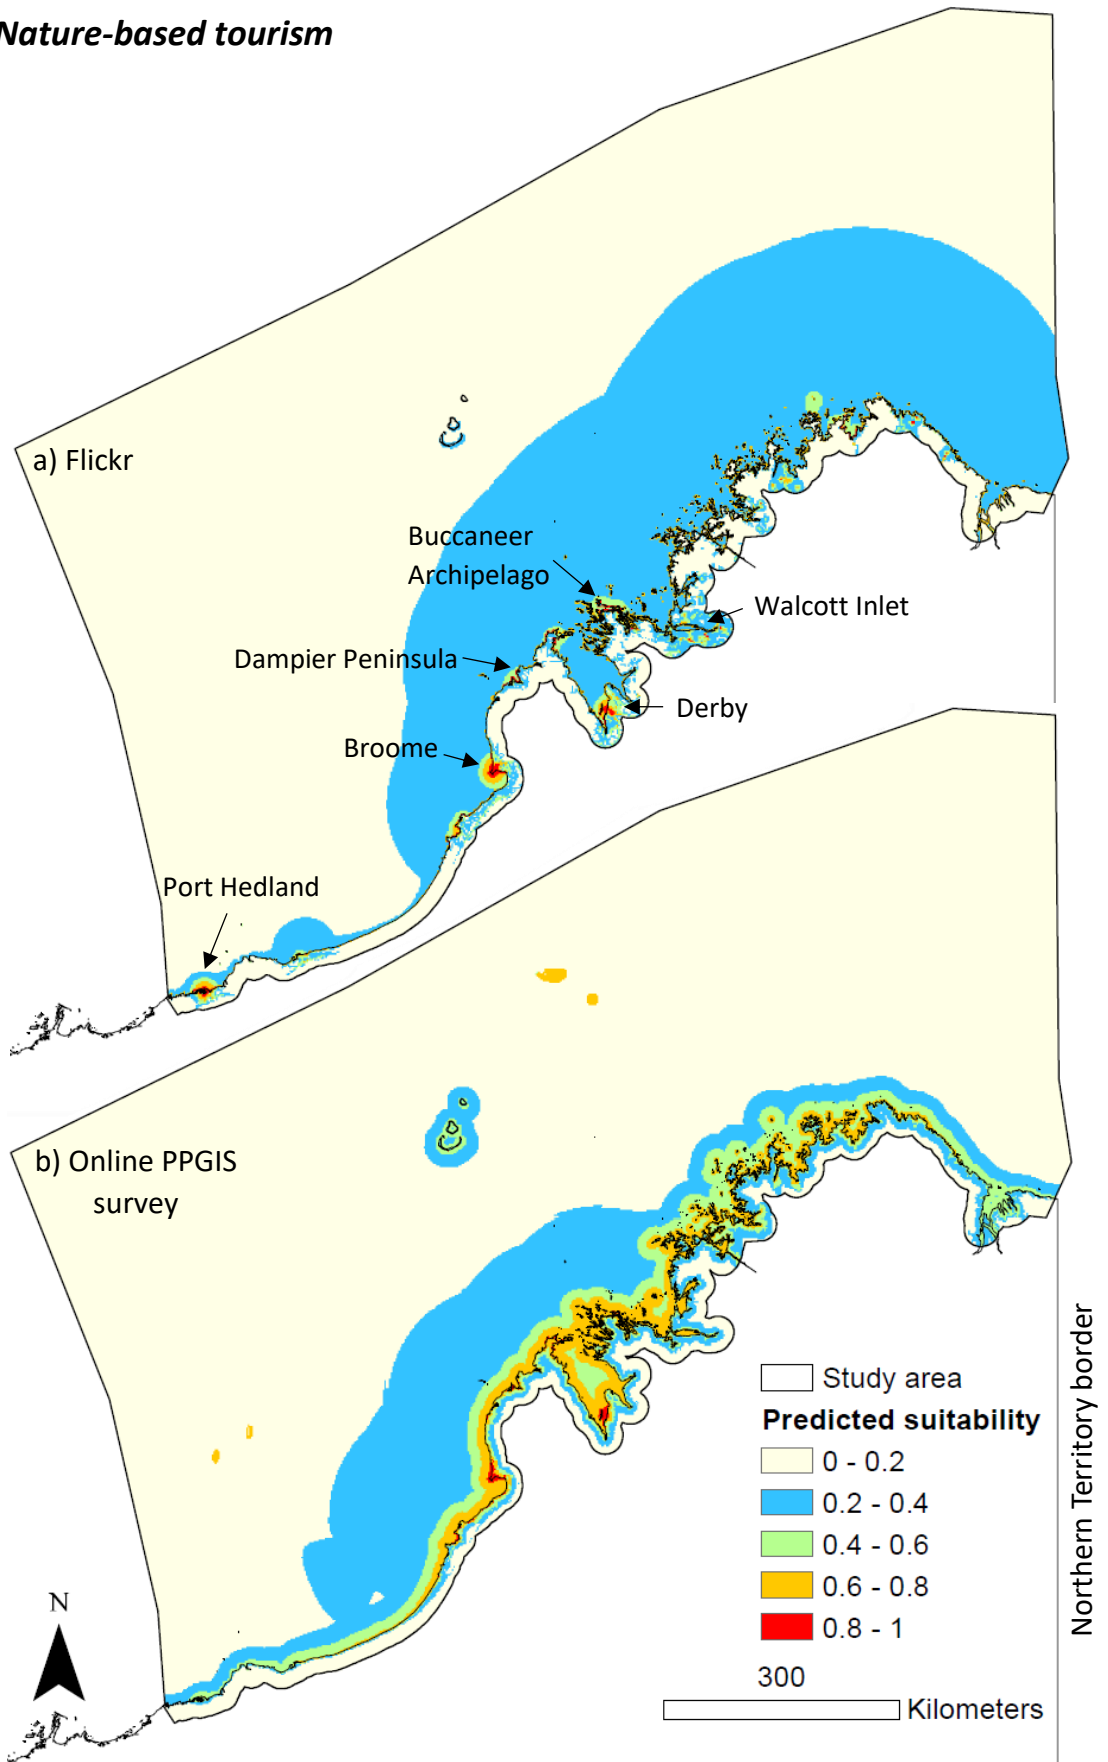 Nature-based tourism
a) Flickr
Buccaneer
Archipelago
Walcott Inlet
Dampier Peninsula
Derby
Broome
Port Hedland
b) Online PPGIS
survey
Study area
Predicted suitability
0 - 0.2
0.2 - 0.4
0.4 - 0.6
0.6 - 0.8
0.8 - 1
N
300
Kilometers
Northern Territory border